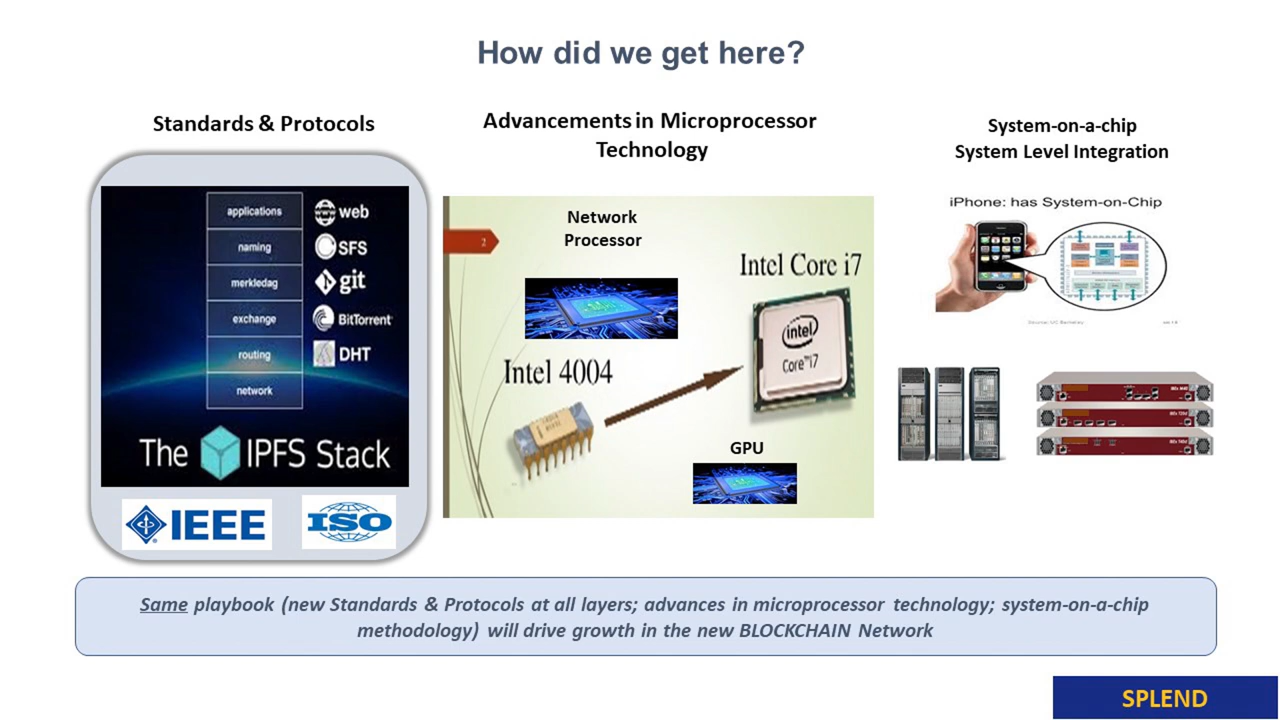 How did we get here?
Standards & Protocols
applications
naming
merkledag
exchange
routing
network
web
SFS
git
BitTorrent
DHT
The IPFS Stack
IEEE
ISO
Advancements in Microprocessor
Technology
2
Network
Processor
Intel Core i7
intel
Core™i7
Intel 4004
GPU
System-on-a-chip
System Level Integration
iPhone: has System-on-Chip
Same playbook (new Standards & Protocols at all layers; advances in microprocessor technology; system-on-a-chip
methodology) will drive growth in the new BLOCKCHAIN Network
SPLEND